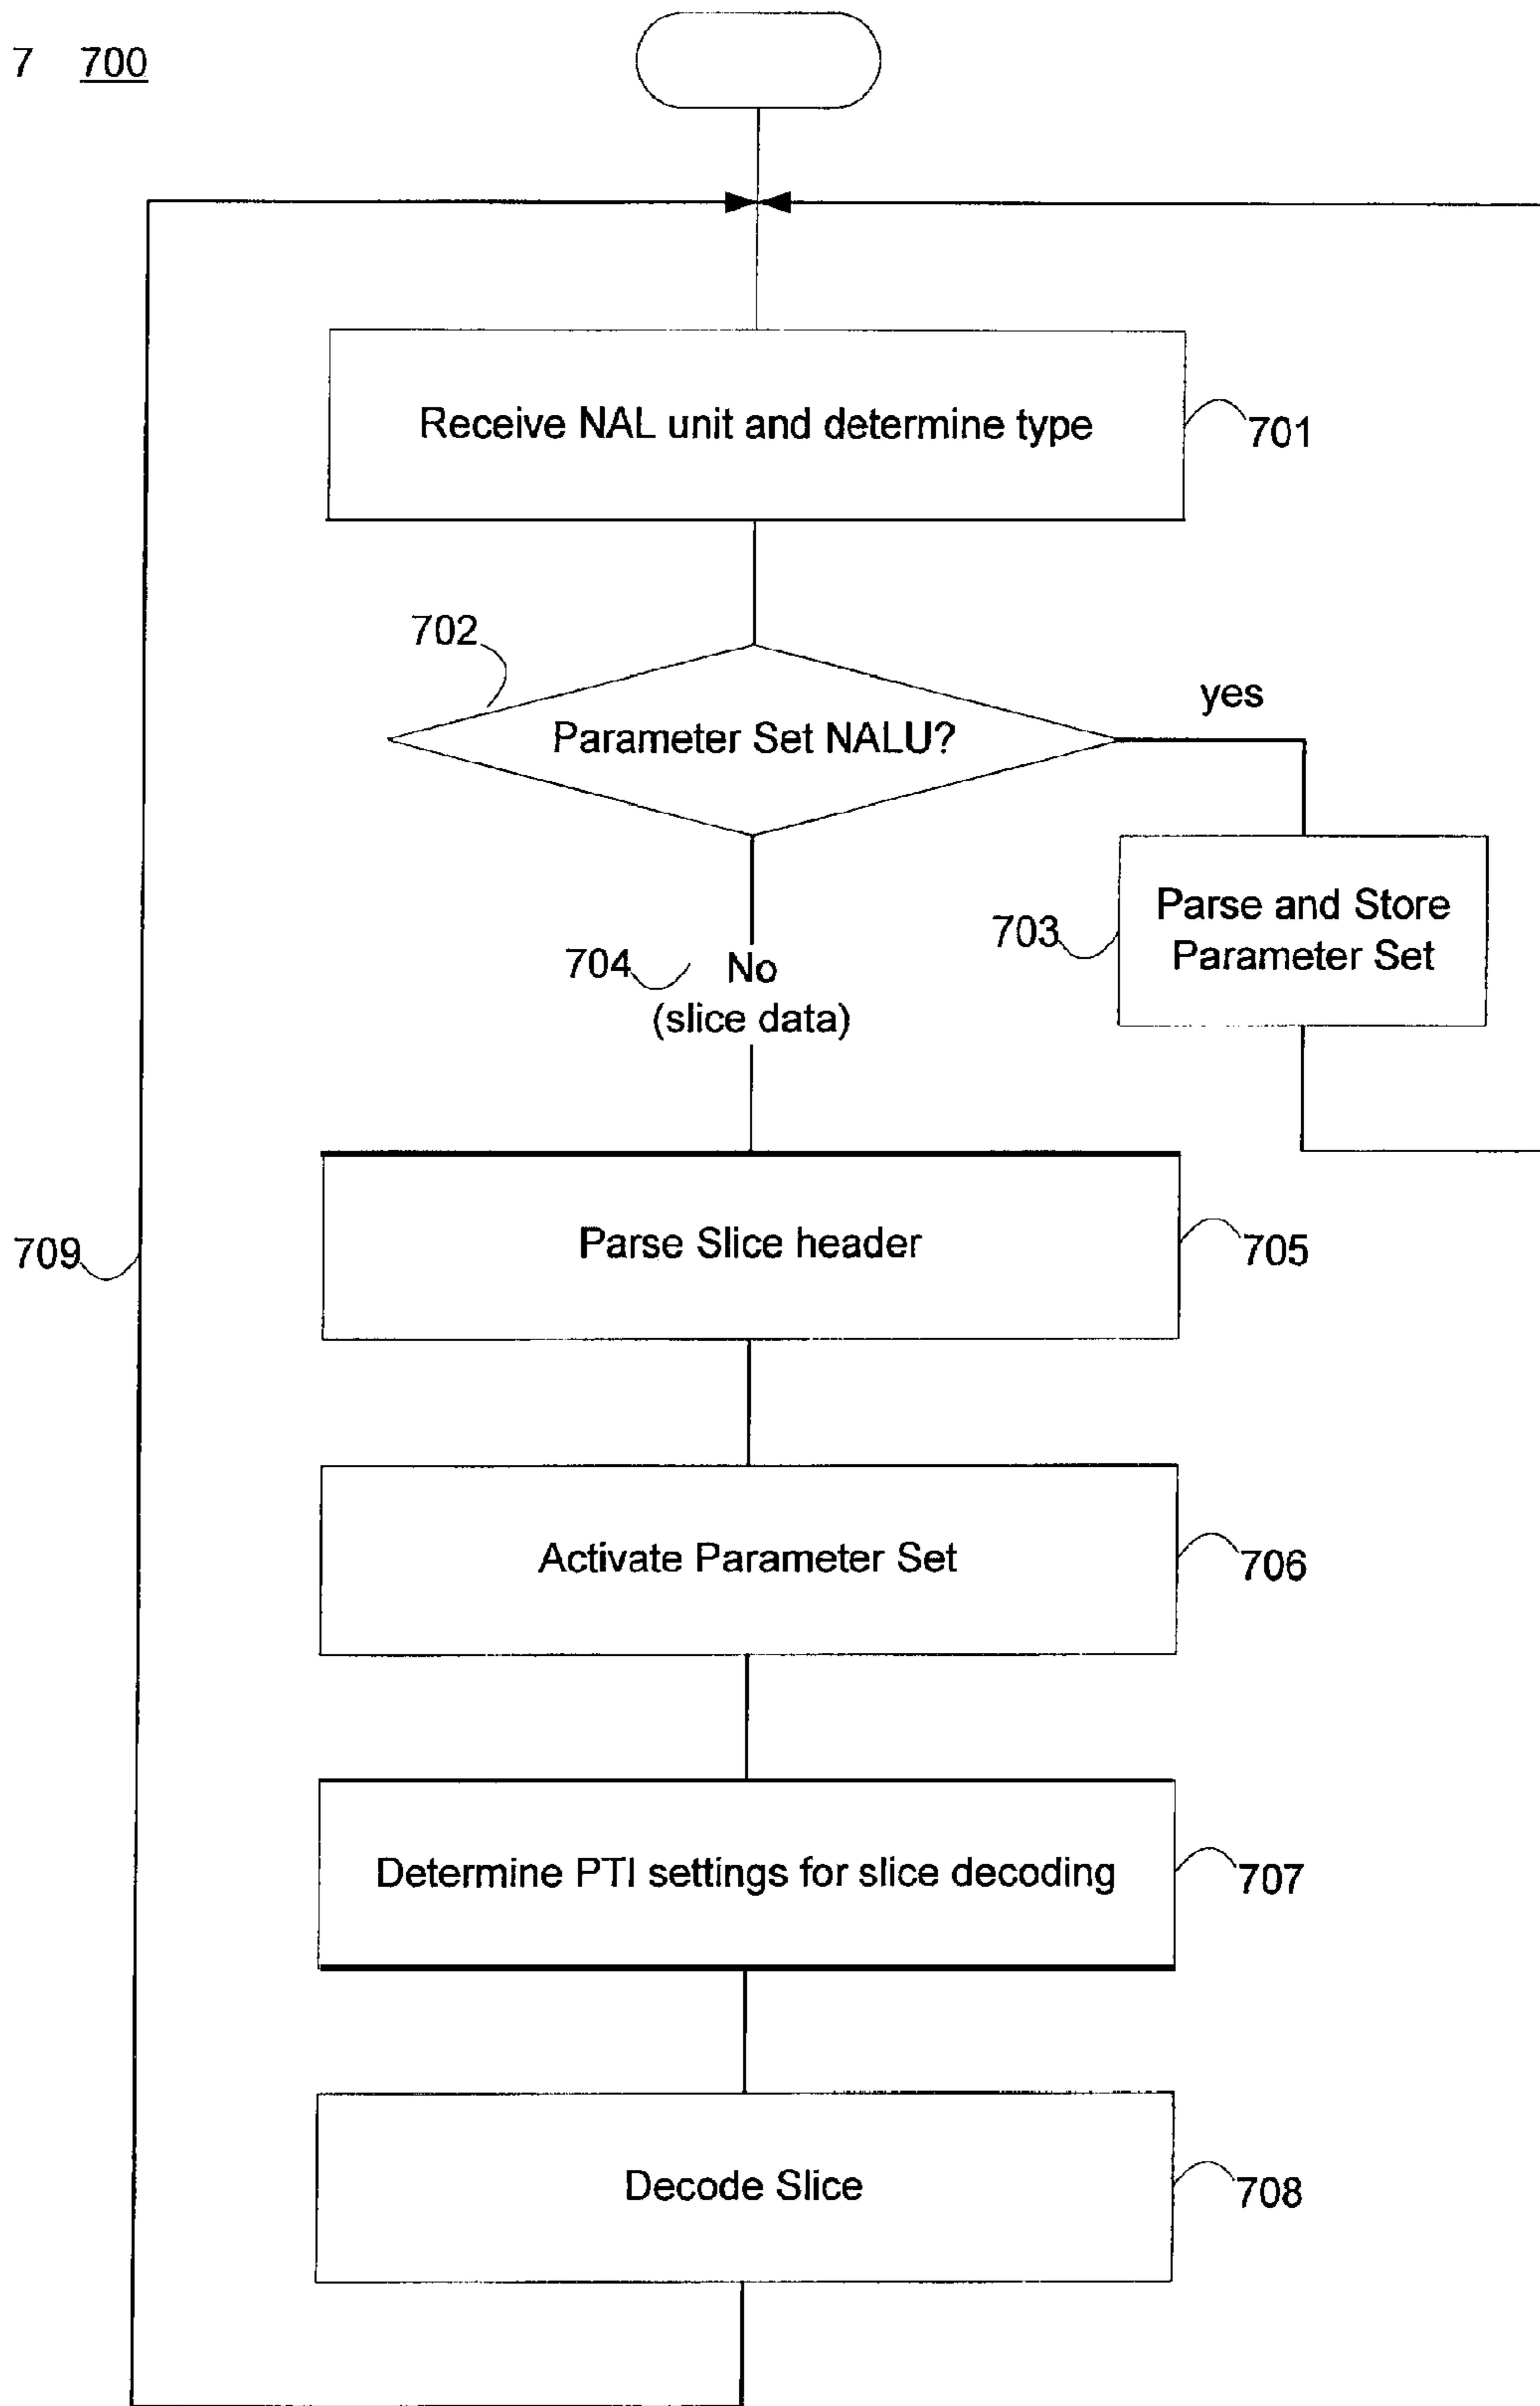 7 700
Receive NAL unit and determine type
701
702
Parameter Set NALU?
yes
Parse and Store
Parameter Set
703
704
No
(slice data)
Parse Slice header
705
709
Activate Parameter Set
706
Determine PTI settings for slice decoding
707
Decode Slice
708